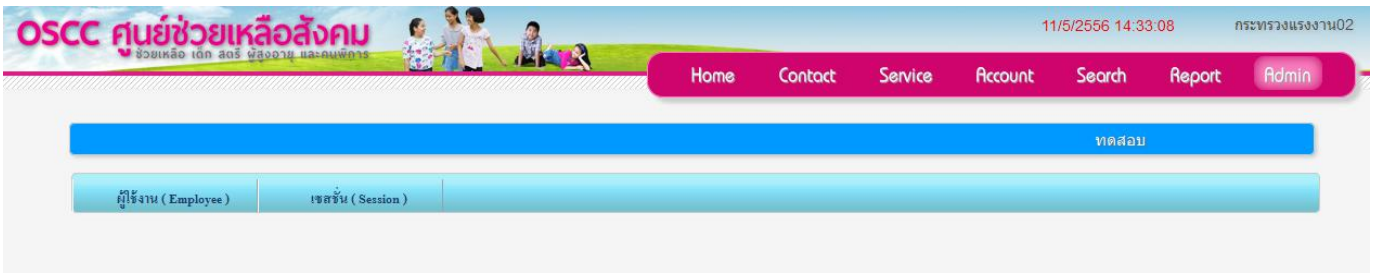 OSCC ศูนย์ช่วยเหลือสังคม
ช่วยเหลือ เด็ก สตรี ผู้สูงอายุ และคนพิการ
11/5/2556 14:33:08 กระทรวงแรงงาน02
Home Contact Service Account Search Report Admin
ทดสอบ
ผู้ใช้งาน ( Employee ) เซสชั่น ( Session )